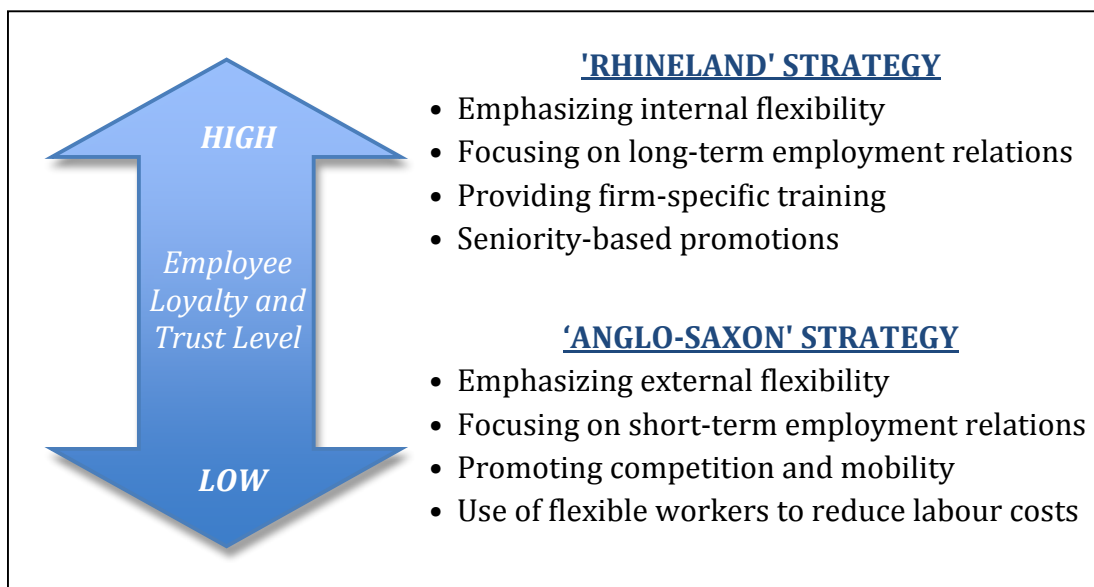 HIGH
Employee
Loyalty and
Trust Level
LOW
'RHINELAND' STRATEGY
• Emphasizing internal flexibility
• Focusing on long-term employment relations
• Providing firm-specific training
• Seniority-based promotions
‘ANGLO-SAXON' STRATEGY
• Emphasizing external flexibility
• Focusing on short-term employment relations
• Promoting competition and mobility
• Use of flexible workers to reduce labour costs